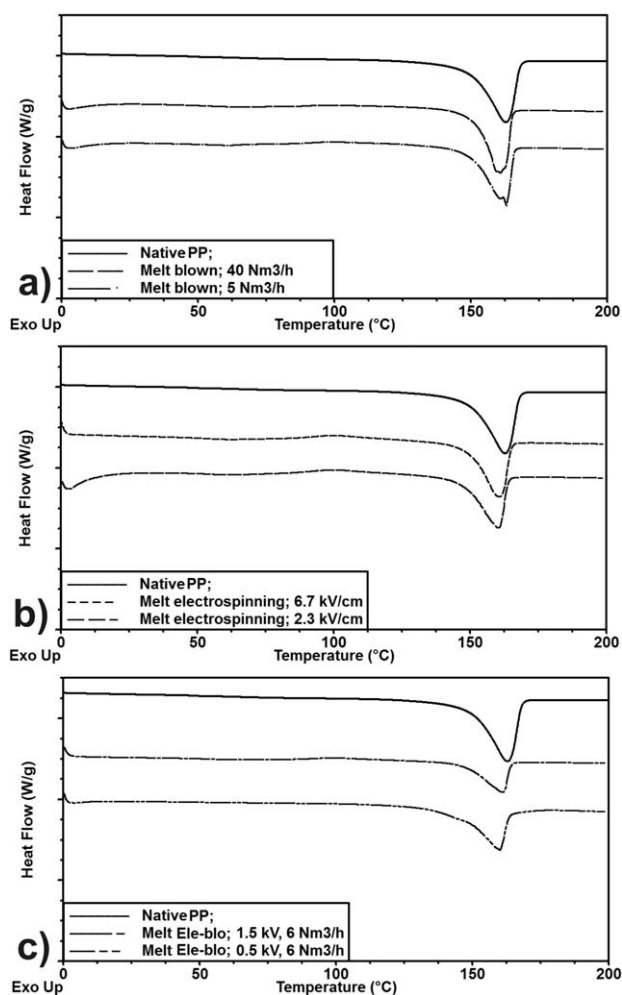 Heat Flow (W/g)
Native PP;
Melt blown; 40 Nm3/h
Melt blown; 5 Nm3/h
a)
0 50 100 150 200
Exo Up
Temperature (°C)
Heat Flow (W/g)
Native PP;
Melt electrospinning; 6.7 kV/cm
Melt electrospinning; 2.3 kV/cm
b)
0 50 100 150 200
Exo Up
Temperature (°C)
Heat Flow (W/g)
Native PP;
Melt Ele-blo; 1.5 kV, 6 Nm3/h
Melt Ele-blo; 0.5 kV, 6 Nm3/h
c)
0 50 100 150 200
Exo Up
Temperature (°C)